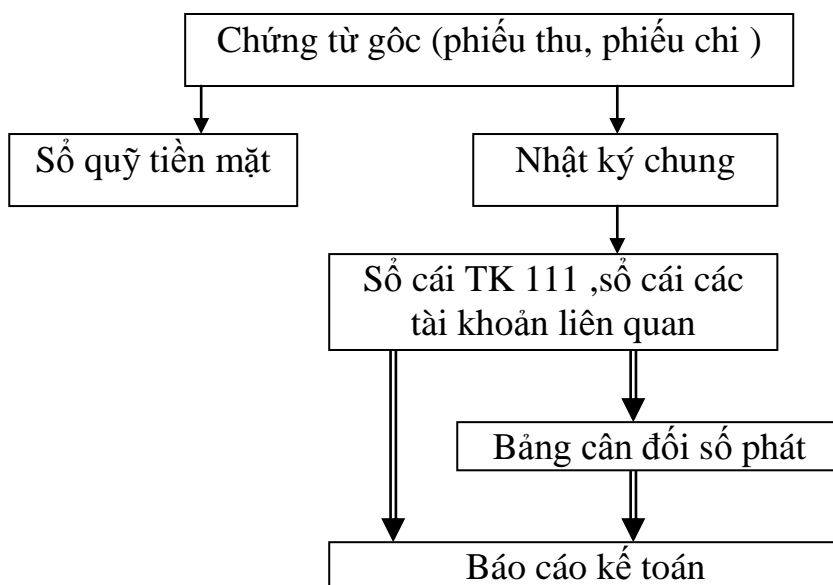 Chứng từ gôc (phiếu thu, phiếu chi )
Sổ quỹ tiền mặt
Nhật ký chung
Sổ cái TK 111 ,sổ cái các
tài khoản liên quan
Bảng cân đối số phát
Báo cáo kế toán